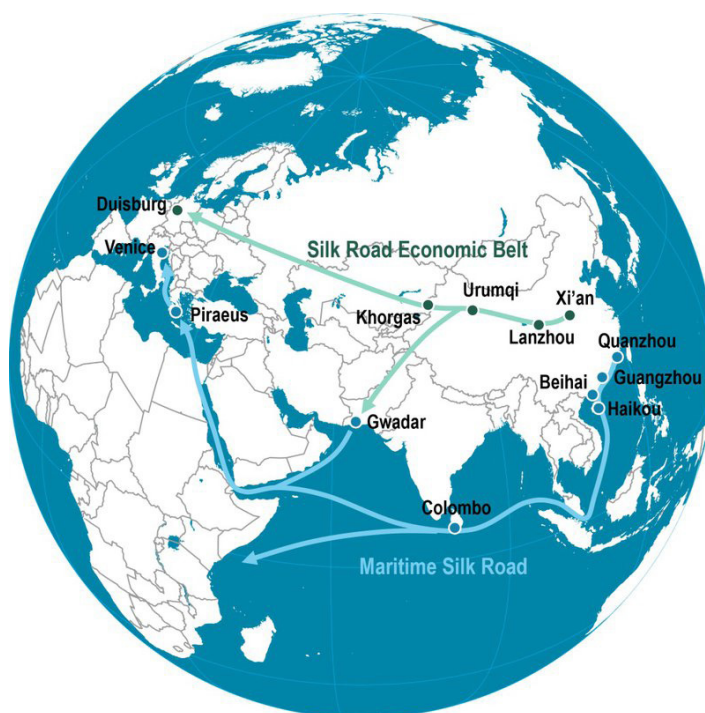 Duisburg
Venice
Silk Road Economic Belt
Urumqi
Xi'an
Piraeus
Khorgas
Lanzhou
Quanzhou
Beihai
Guangzhou
Haikou
Gwadar
Colombo
Maritime Silk Road